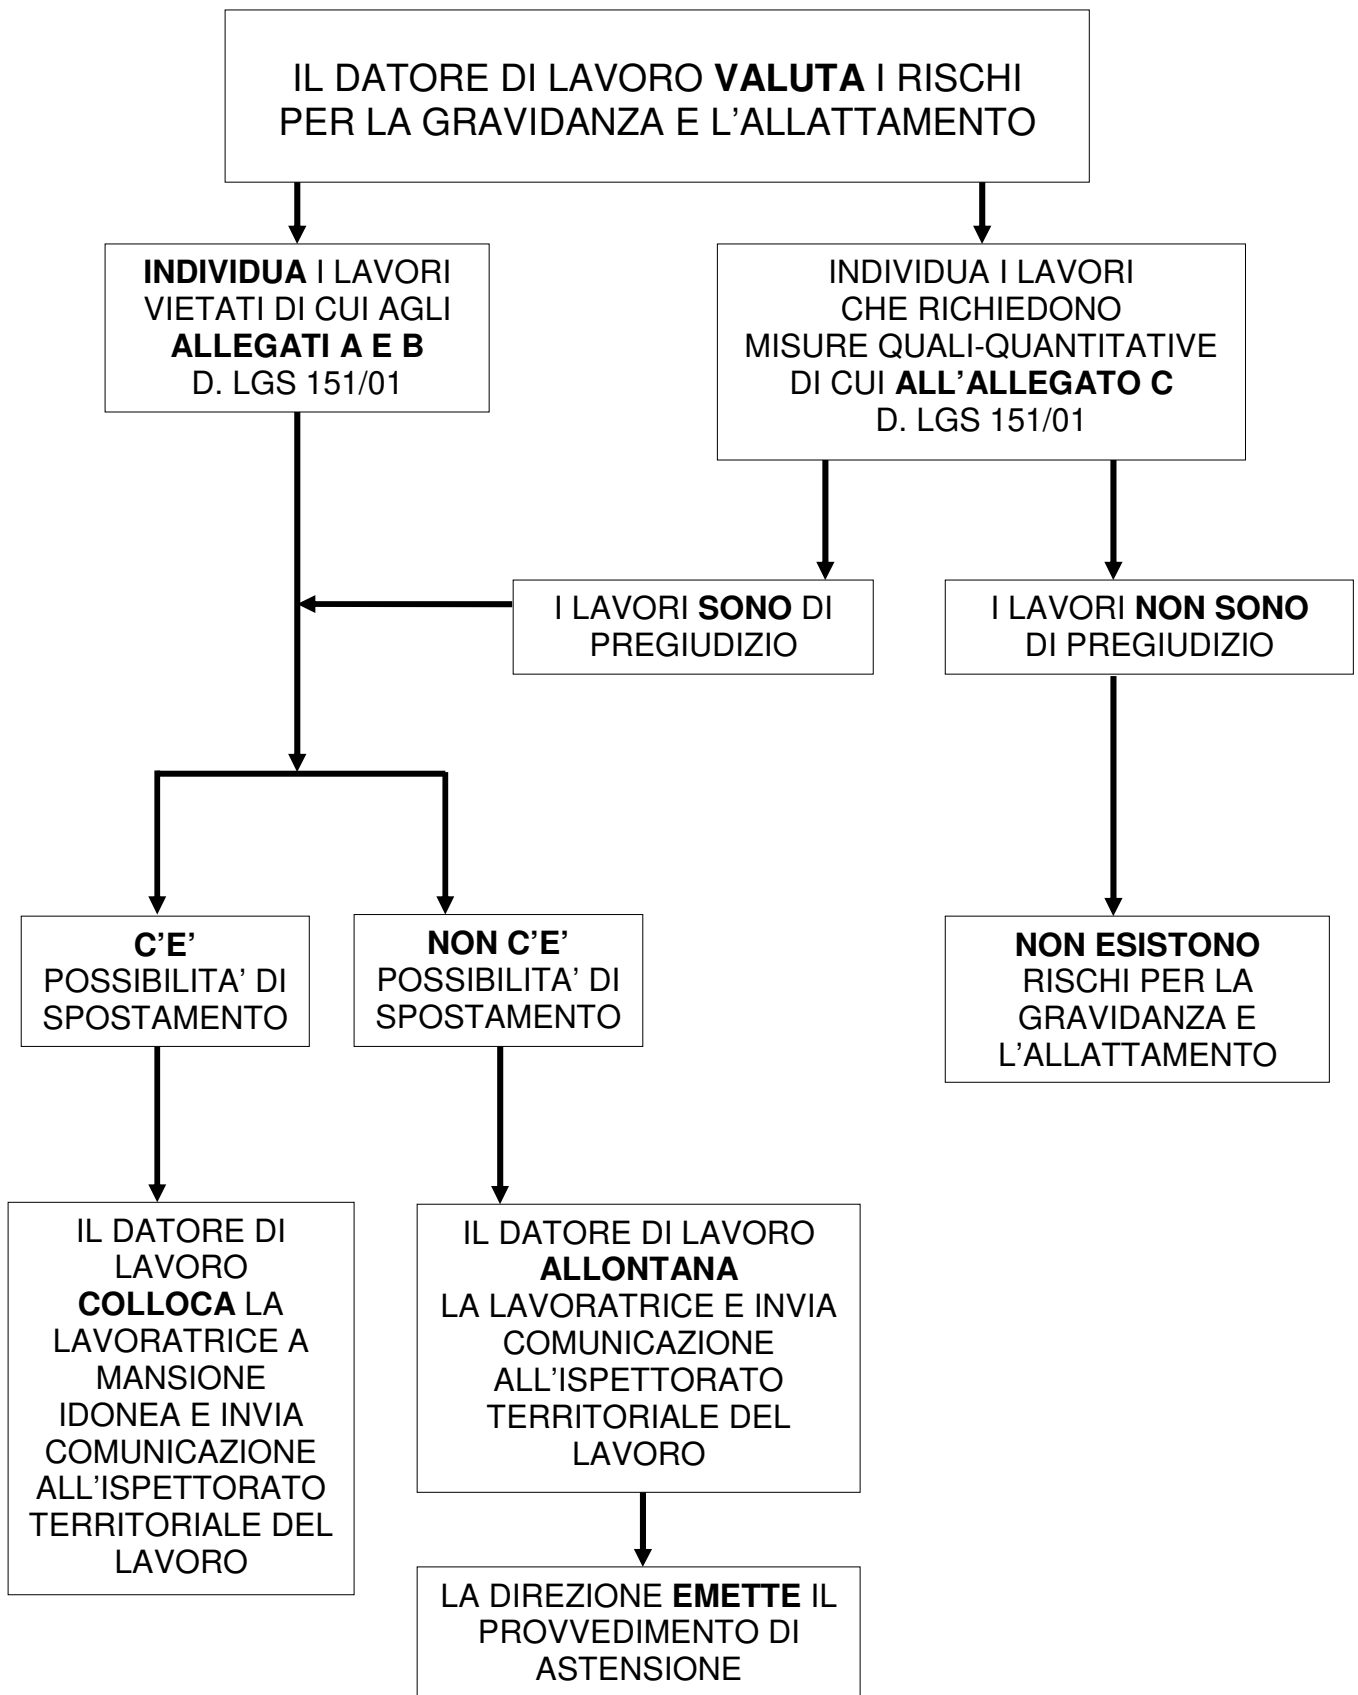 IL DATORE DI LAVORO VALUTA I RISCHI
PER LA GRAVIDANZA E L'ALLATTAMENTO
INDIVIDUA I LAVORI
VIETATI DI CUI AGLI
ALLEGATI A E B
D. LGS 151/01
INDIVIDUA I LAVORI
CHE RICHIEDONO
MISURE QUALI-QUANTITATIVE
DI CUI ALL'ALLEGATO C
D. LGS 151/01
I LAVORI SONO DI
PREGIUDIZIO
I LAVORI NON SONO
DI PREGIUDIZIO
C'E'
POSSIBILITA' DI
SPOSTAMENTO
NON C'E'
POSSIBILITA' DI
SPOSTAMENTO
NON ESISTONO
RISCHI PER LA
GRAVIDANZA E
L'ALLATTAMENTO
IL DATORE DI
LAVORO
COLLOCA LA
LAVORATRICE A
MANSIONE
IDONEA E INVIA
COMUNICAZIONE
ALL'ISPETTORATO
TERRITORIALE DEL
LAVORO
IL DATORE DI LAVORO
ALLONTANA
LA LAVORATRICE E INVIA
COMUNICAZIONE
ALL'ISPETTORATO
TERRITORIALE DEL
LAVORO
LA DIREZIONE EMETTE IL
PROVVEDIMENTO DI
ASTENSIONE